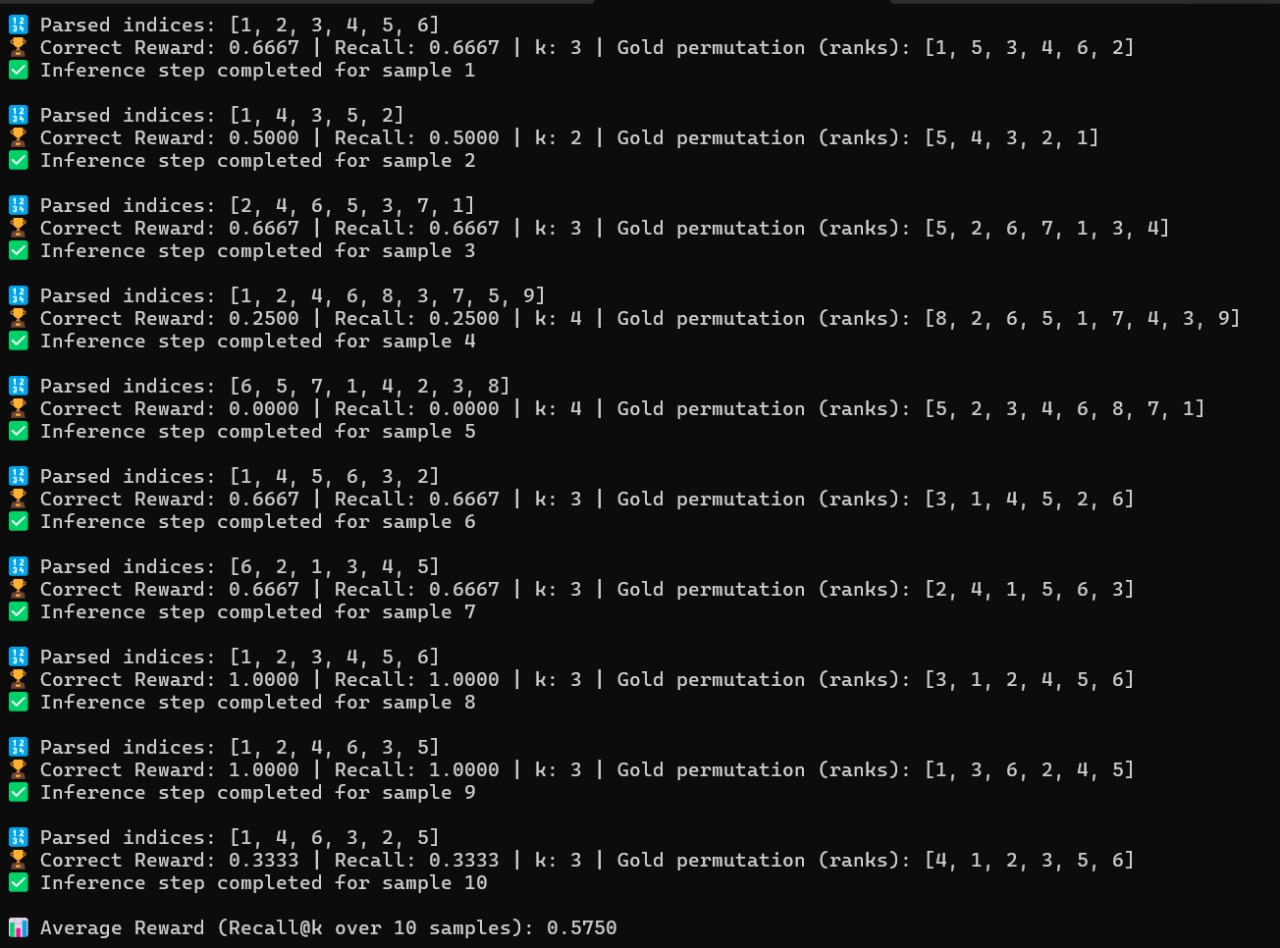 🔢 Parsed indices: [1, 2, 3, 4, 5, 6]
🏆 Correct Reward: 0.6667 | Recall: 0.6667 | k: 3 | Gold permutation (ranks): [1, 5, 3, 4, 6, 2]
✅ Inference step completed for sample 1
🔢 Parsed indices: [1, 4, 3, 5, 2]
🏆 Correct Reward: 0.5000 | Recall: 0.5000 | k: 2 | Gold permutation (ranks): [5, 4, 3, 2, 1]
✅ Inference step completed for sample 2
🔢 Parsed indices: [2, 4, 6, 5, 3, 7, 1]
🏆 Correct Reward: 0.6667 | Recall: 0.6667 | k: 3 | Gold permutation (ranks): [5, 2, 6, 7, 1, 3, 4]
✅ Inference step completed for sample 3
🔢 Parsed indices: [1, 2, 4, 6, 8, 3, 7, 5, 9]
🏆 Correct Reward: 0.2500 | Recall: 0.2500 | k: 4 | Gold permutation (ranks): [8, 2, 6, 5, 1, 7, 4, 3, 9]
✅ Inference step completed for sample 4
🔢 Parsed indices: [6, 5, 7, 1, 4, 2, 3, 8]
🏆 Correct Reward: 0.0000 | Recall: 0.0000 | k: 4 | Gold permutation (ranks): [5, 2, 3, 4, 6, 8, 7, 1]
✅ Inference step completed for sample 5
🔢 Parsed indices: [1, 4, 5, 6, 3, 2]
🏆 Correct Reward: 0.6667 | Recall: 0.6667 | k: 3 | Gold permutation (ranks): [3, 1, 4, 5, 2, 6]
✅ Inference step completed for sample 6
🔢 Parsed indices: [6, 2, 1, 3, 4, 5]
🏆 Correct Reward: 0.6667 | Recall: 0.6667 | k: 3 | Gold permutation (ranks): [2, 4, 1, 5, 6, 3]
✅ Inference step completed for sample 7
🔢 Parsed indices: [1, 2, 3, 4, 5, 6]
🏆 Correct Reward: 1.0000 | Recall: 1.0000 | k: 3 | Gold permutation (ranks): [3, 1, 2, 4, 5, 6]
✅ Inference step completed for sample 8
🔢 Parsed indices: [1, 2, 4, 6, 3, 5]
🏆 Correct Reward: 1.0000 | Recall: 1.0000 | k: 3 | Gold permutation (ranks): [1, 3, 6, 2, 4, 5]
✅ Inference step completed for sample 9
🔢 Parsed indices: [1, 4, 6, 3, 2, 5]
🏆 Correct Reward: 0.3333 | Recall: 0.3333 | k: 3 | Gold permutation (ranks): [4, 1, 2, 3, 5, 6]
✅ Inference step completed for sample 10
📊 Average Reward (Recall@k over 10 samples): 0.5750